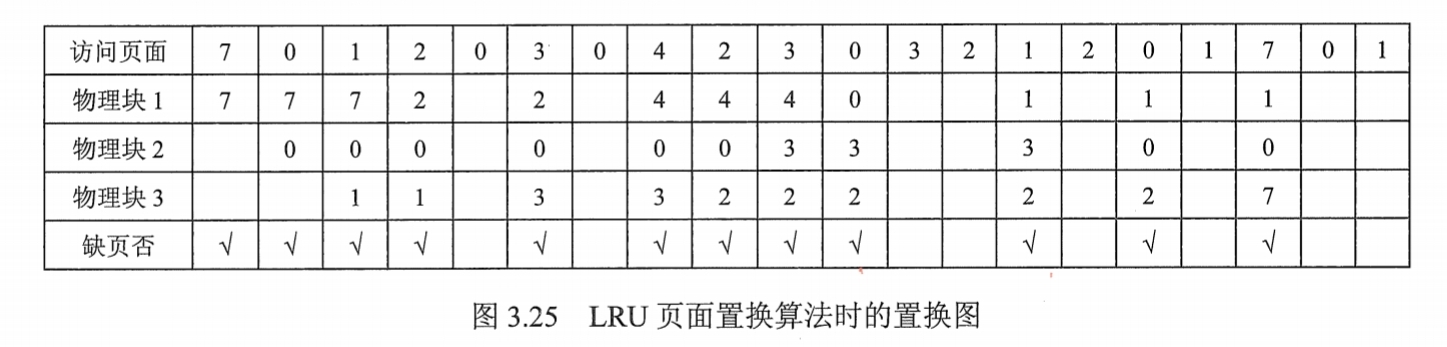 访问页面 7 0 1 2 0 3 0 4 2 3 0 3 2 1 2 0 1 7 0 1
物理块1 7 7 7 2 2 4 4 4 0 1 1 1
物理块2 0 0 0 0 0 0 3 3 3 0 0
物理块3 1 1 3 3 2 2 2 2 2 7
缺页否 √ √ √ √ √ √ √ √ √ √ √ √
图 3.25 LRU 页面置换算法时的置换图